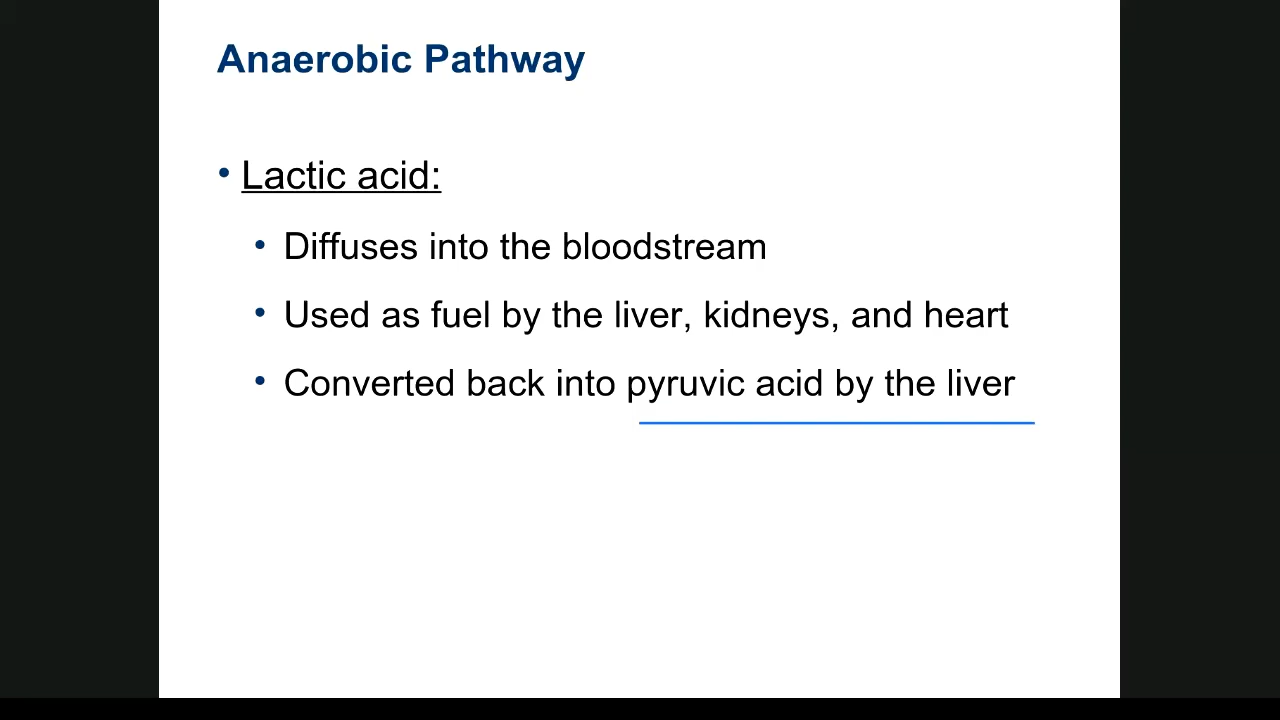 Anaerobic Pathway
• Lactic acid:
• Diffuses into the bloodstream
• Used as fuel by the liver, kidneys, and heart
• Converted back into pyruvic acid by the liver